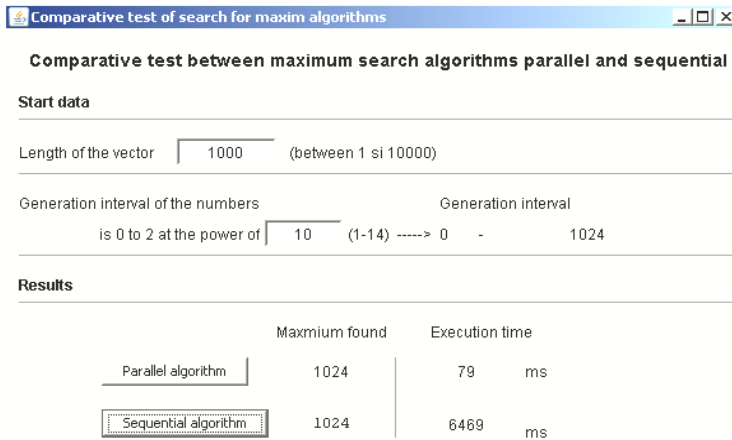 Comparative test of search for maxim algorithms
Comparative test between maximum search algorithms parallel and sequential
Start data
Length of the vector 1000 (between 1 si 10000)
Generation interval of the numbers Generation interval
is 0 to 2 at the power of 10 (1-14) -----> 0 - 1024
Results
Maxmium found Execution time
Parallel algorithm 1024 79 ms
Sequential algorithm 1024 6469 ms